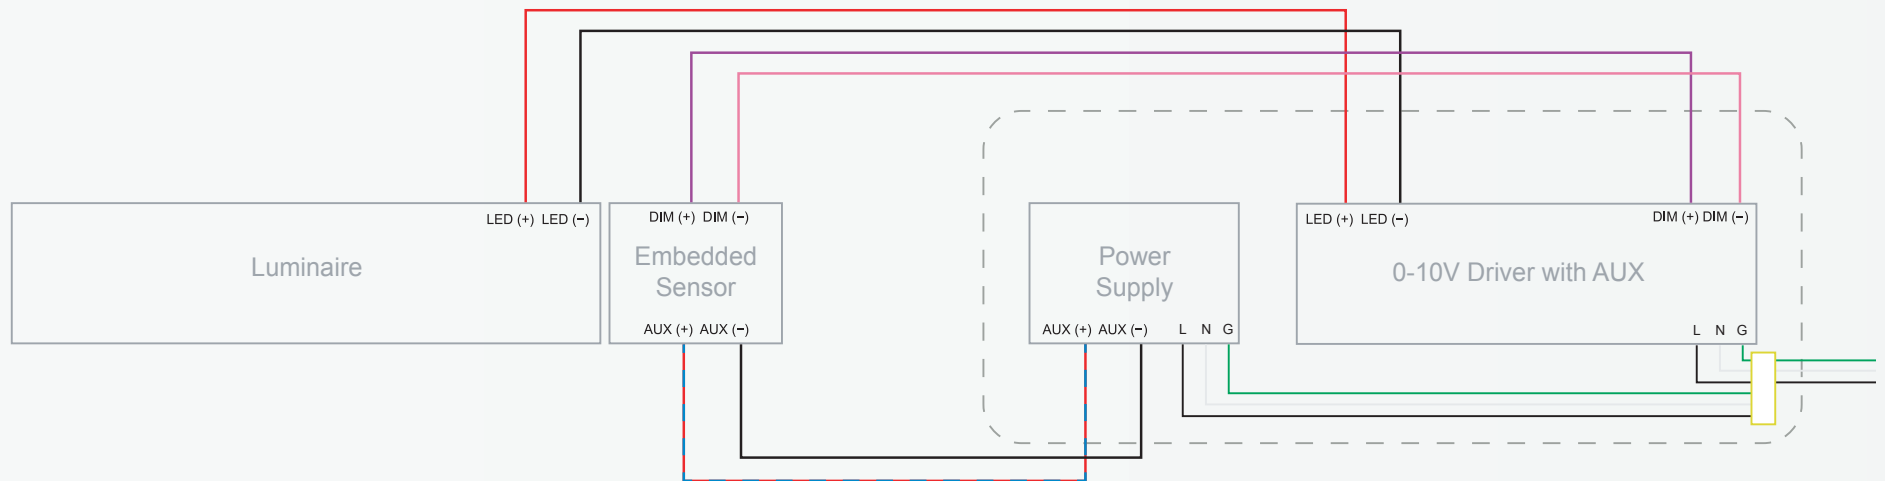 LED (+) LED (−)
Luminaire
DIM (+) DIM (−)
Embedded
Sensor
AUX (+) AUX (−)
Power
Supply
AUX (+) AUX (−) L N G
LED (+) LED (−) DIM (+) DIM (−)
0-10V Driver with AUX
L N G